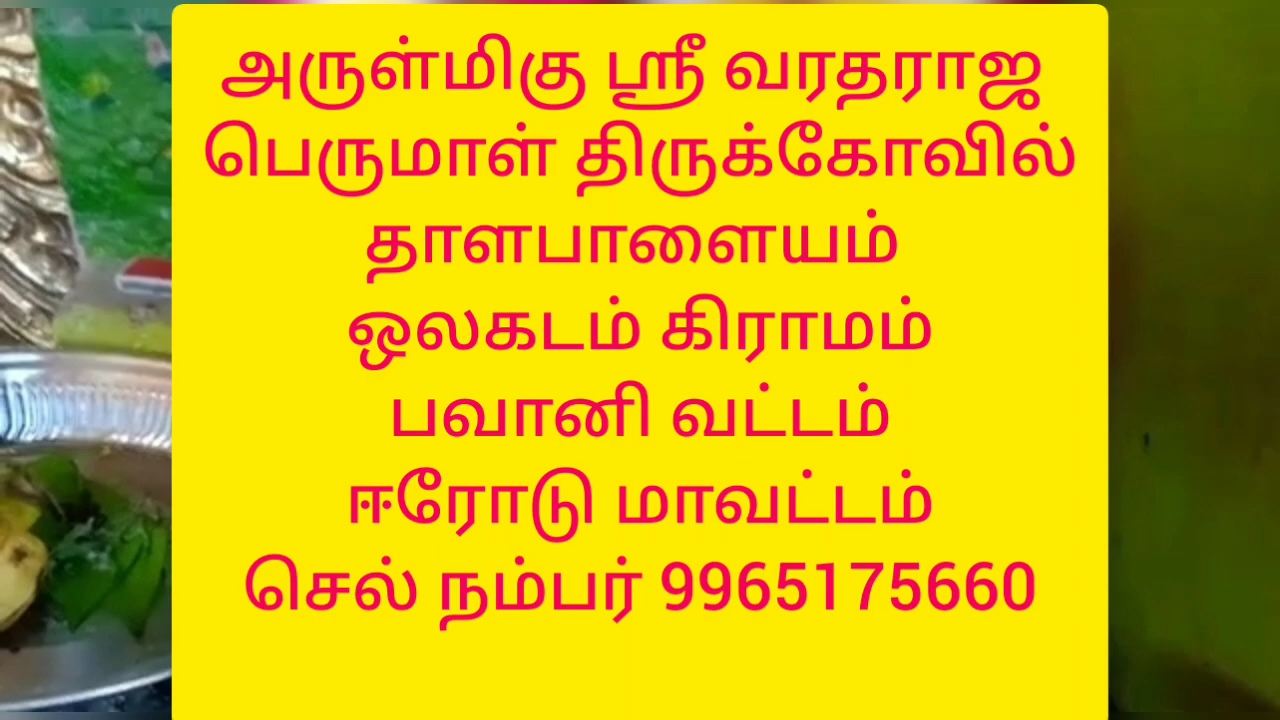 அருள்மிகு ஸ்ரீ வரதராஜ
பெருமாள் திருக்கோவில்
தாளபாளையம்
ஒலகடம் கிராமம்
பவானி வட்டம்
ஈரோடு மாவட்டம்
செல் நம்பர் 9965175660